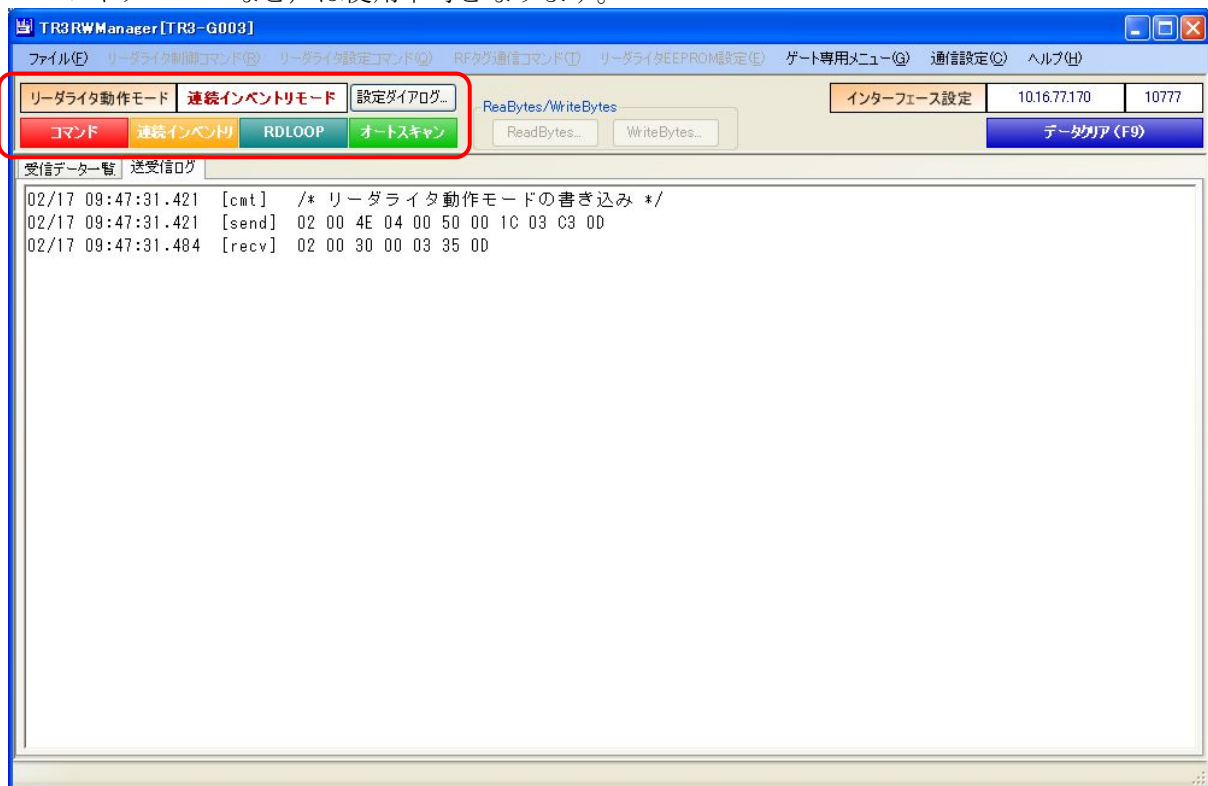 TR3RWManager[TR3-G003]
ファイル(F) リーダライタ制御コマンド(R) リーダライタ設定コマンド(Q) RFタグ通信コマンド(T) リーダライタEEPROM設定(E) ゲート専用メニュー(G) 通信設定(C) ヘルプ(H)
リーダライタ動作モード 連続インベントリモード 設定ダイアログ... ReaBytes/WriteBytes インターフェース設定 10.16.77.170 10777
コマンド 連続インベントリ RDLOOP オートスキャン ReadBytes... WriteBytes... データクリア(F9)
受信データ一覧 送受信ログ
02/17 09:47:31.421 [cmt] /* リーダライタ動作モードの書き込み */
02/17 09:47:31.421 [send] 02 00 4E 04 00 50 00 1C 03 C3 0D
02/17 09:47:31.484 [recv] 02 00 30 00 03 35 0D